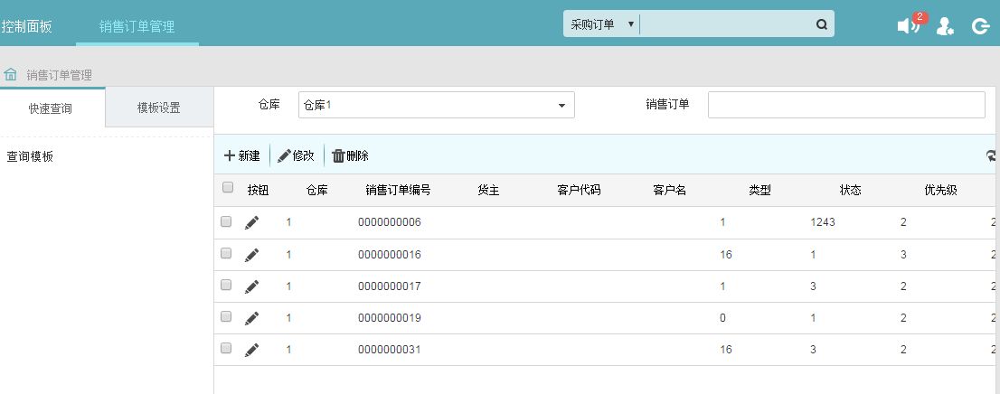 控制面板 销售订单管理 采购订单 2
销售订单管理
快速查询 模板设置 仓库 仓库1 销售订单
查询模板 新建 修改 删除
按钮 仓库 销售订单编号 货主 客户代码 客户名 类型 状态 优先级
1 0000000006 1 1243 2 2
1 0000000016 16 1 3 2
1 0000000017 1 3 2 2
1 0000000019 0 1 2 2
1 0000000031 16 3 2 2